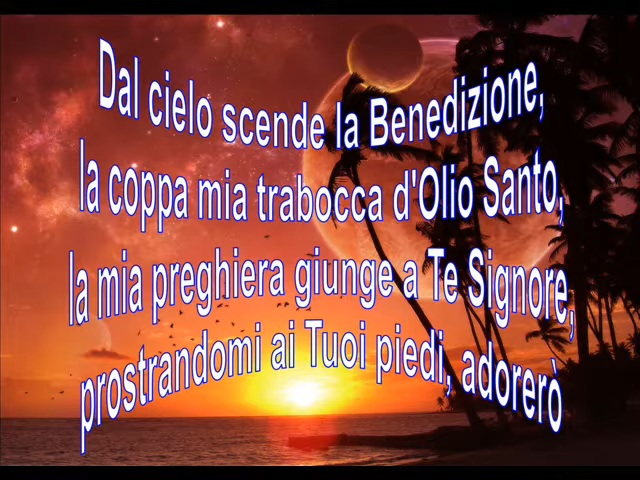 Dal cielo scende la Benedizione,
la coppa mia trabocca d'Olio Santo,
la mia preghiera giunge a Te Signore;
prostrandomi ai Tuoi piedi, adorerò